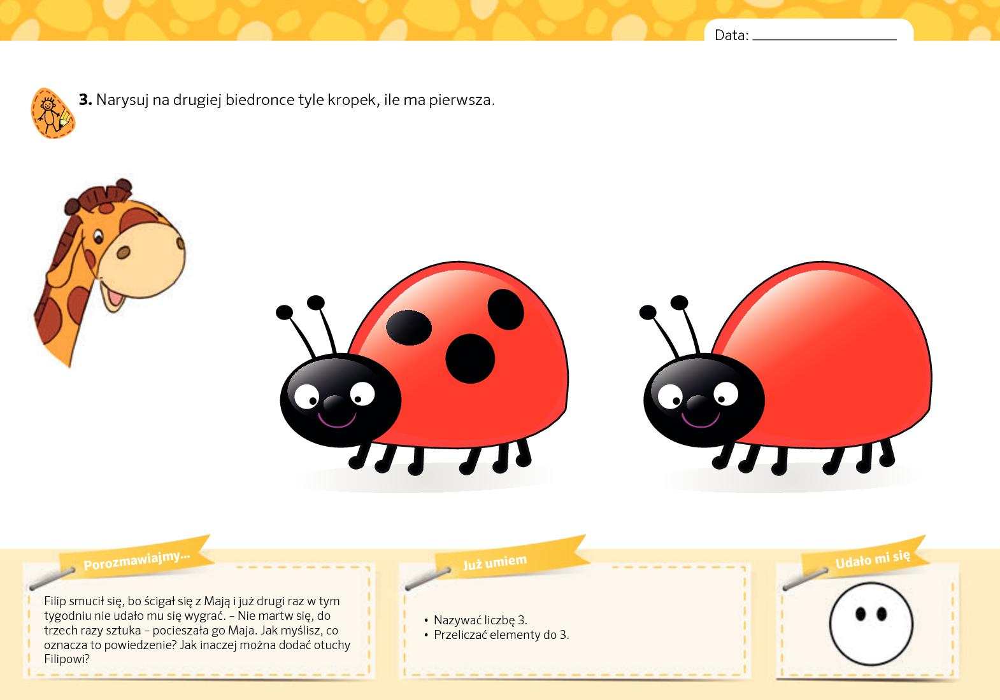 Data:
3. Narysuj na drugiej biedronce tyle kropek, ile ma pierwsza.
Porozmawiajmy...
Filip smucił się, bo ścigał się z Mają i już drugi raz w tym
tygodniu nie udało mu się wygrać. – Nie martw się, do
trzech razy sztuka – pocieszała go Maja. Jak myślisz, co
oznacza to powiedzenie? Jak inaczej można dodać otuchy
Filipowi?
Już umiem
• Nazywać liczbę 3.
• Przeliczać elementy do 3.
Udało mi się